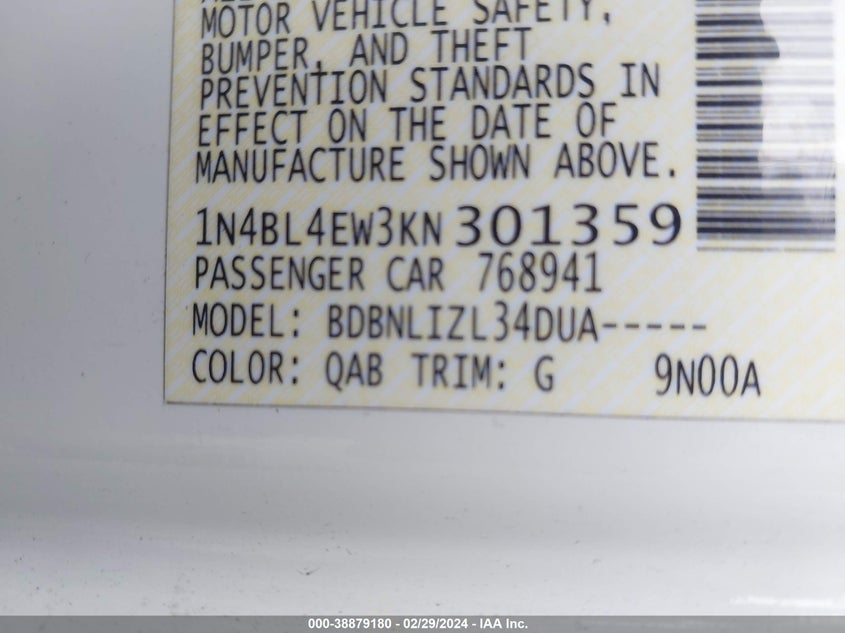 MOTOR VEHICLE SAFETY,
BUMPER, AND THEFT
PREVENTION STANDARDS IN
EFFECT ON THE DATE OF
MANUFACTURE SHOWN ABOVE.
1N4BL4EW3KN301359
PASSENGER CAR 768941
MODEL: BDBNLIZL34DUA-----
COLOR: QAB TRIM: G 9N00A
000-38879180 - 02/29/2024 - IAA Inc.